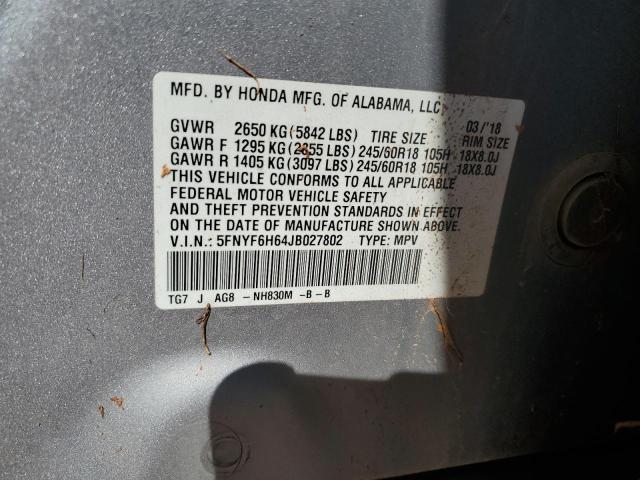 MFD. BY HONDA MFG. OF ALABAMA, LLC 03/'18
GVWR 2650 KG(5842 LBS) TIRE SIZE RIM SIZE
GAWR F 1295 KG(2855 LBS) 245/60R18 105H 18X8.0J
GAWR R 1405 KG(3097 LBS) 245/60R18 105H 18X8.0J
THIS VEHICLE CONFORMS TO ALL APPLICABLE
FEDERAL MOTOR VEHICLE SAFETY
AND THEFT PREVENTION STANDARDS IN EFFECT
ON THE DATE OF MANUFACTURE SHOWN ABOVE.
V.I.N.: 5FNYF6H64JB027802 TYPE: MPV
TG7 J AG8 -NH830M -B-B